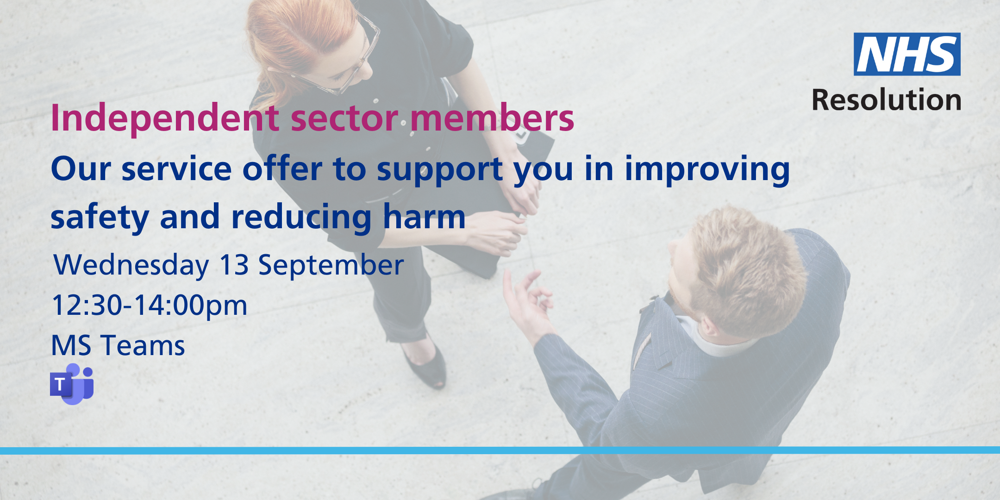 NHS
Resolution
Independent sector members
Our service offer to support you in improving
safety and reducing harm
Wednesday 13 September
12:30-14:00pm
MS Teams
T